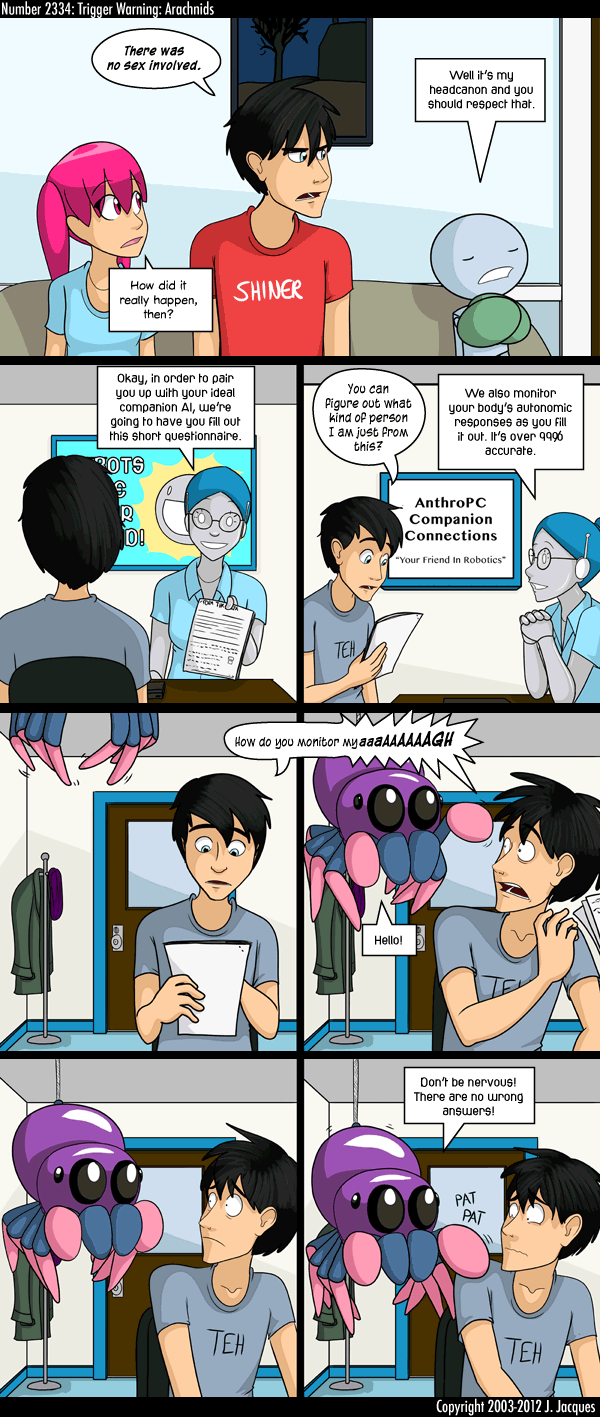 Number 2334: Trigger Warning: Arachnids
There was
no sex involved.
Well it's my
headcanon and you
should respect that.
How did it
really happen,
then?
SHINER
Okay, in order to pair
you up with your ideal
companion AI, we're
going to have you fill out
this short questionnaire.
You can
figure out what
kind of person
I am just from
this?
We also monitor
your body's autonomic
responses as you fill
it out. It's over 99%
accurate.
AnthroPC
Companion
Connections
"Your Friend In Robotics"
TEH
How do you monitor my aaaAAAAAAGH
Hello!
TEH
TEH
Don't be nervous!
There are no wrong
answers!
PAT
PAT
TEH
Copyright 2003-2012 J. Jacques